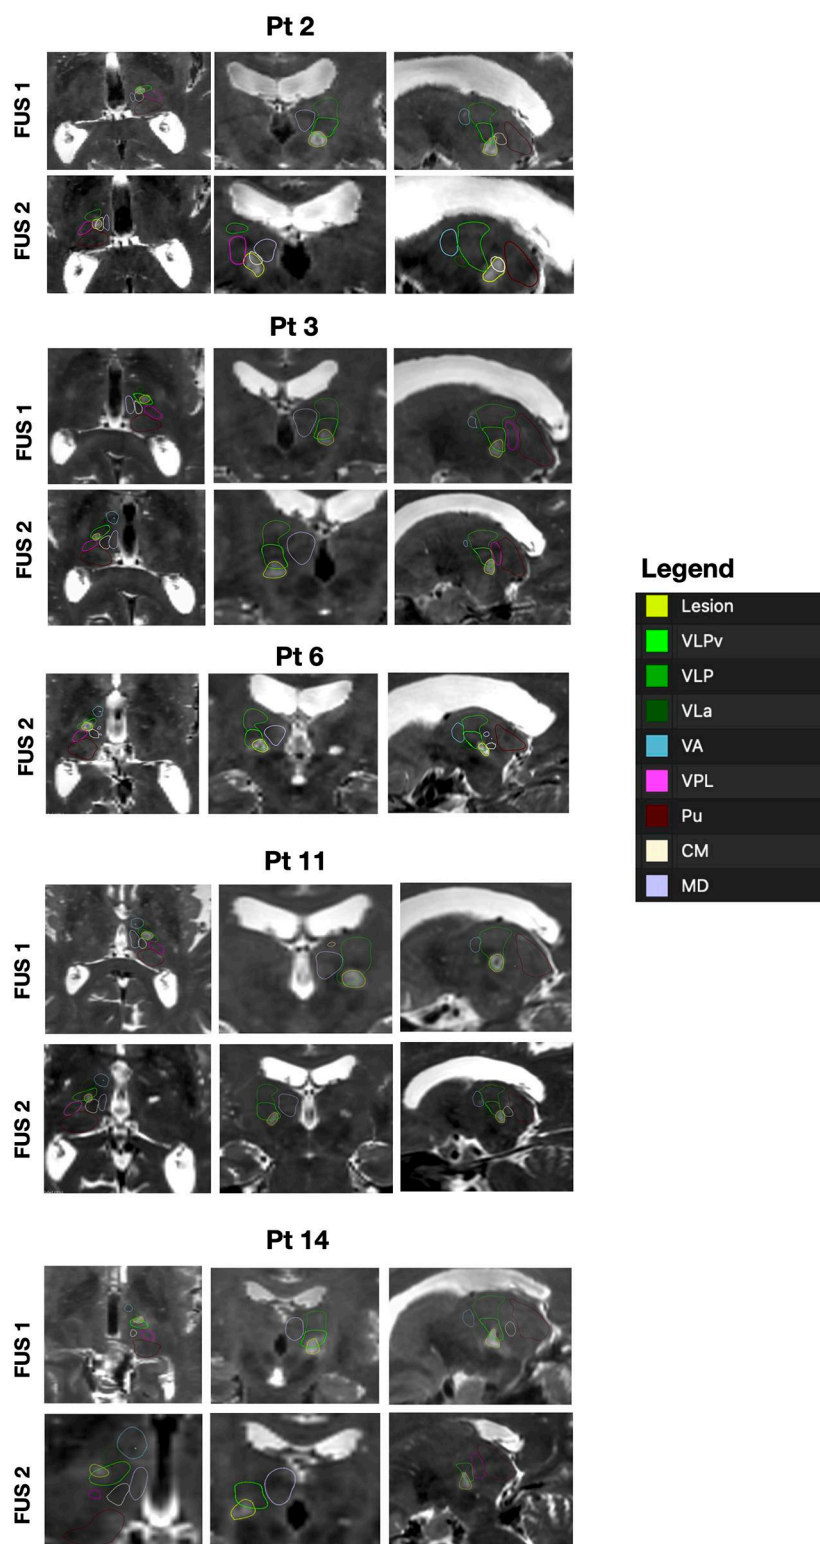 Pt 2
FUS 1
FUS 2
Pt 3
FUS 1
FUS 2
Pt 6
FUS 2
Pt 11
FUS 1
FUS 2
Pt 14
FUS 1
FUS 2
Legend
Lesion
VLPv
VLP
VLa
VA
VPL
Pu
CM
MD